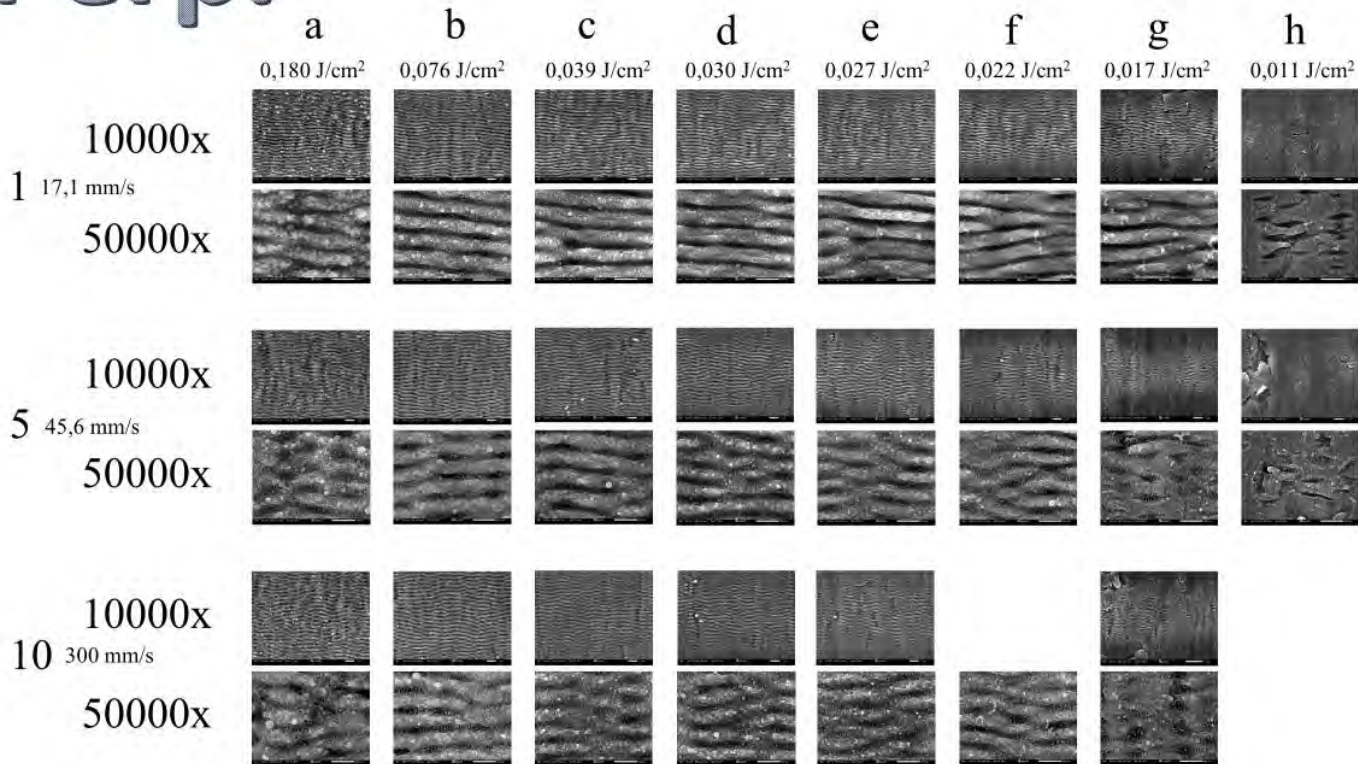 a b c d e f g h
0,180 J/cm² 0,076 J/cm² 0,039 J/cm² 0,030 J/cm² 0,027 J/cm² 0,022 J/cm² 0,017 J/cm² 0,011 J/cm²
10000x
1 17,1 mm/s
50000x
10000x
5 45,6 mm/s
50000x
10000x
10 300 mm/s
50000x